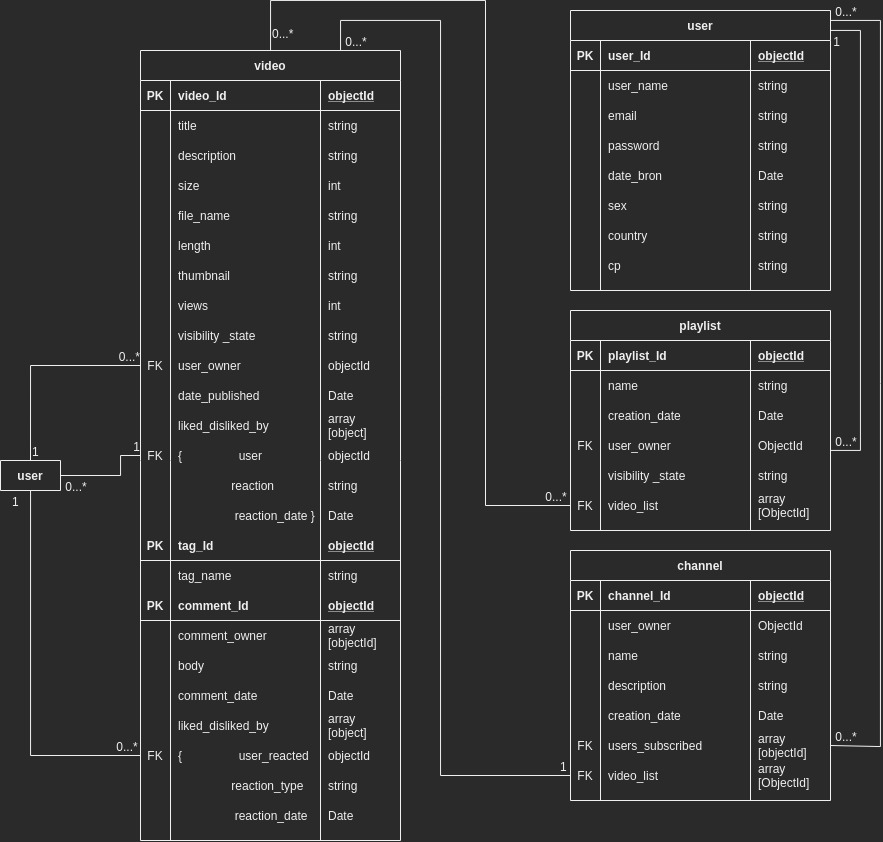 0...*
0...*
video
PK video_Id objectId
title string
description string
size int
file_name string
length int
thumbnail string
views int
visibility _state string
0...*
FK user_owner objectId
date_published Date
liked_disliked_by array
[object]
1
FK { user objectId
reaction string
reaction_date } Date
PK tag_Id objectId
tag_name string
PK comment_Id objectId
comment_owner array
[objectId]
body string
comment_date Date
liked_disliked_by array
[object]
0...*
FK { user_reacted objectId
reaction_type string
reaction_date Date
1
user
0...*
1
0...*
1
user
PK user_Id objectId
user_name string
email string
password string
date_bron Date
sex string
country string
cp string
playlist
PK playlist_Id objectId
name string
creation_date Date
FK user_owner ObjectId
0...*
visibility _state string
0...*
FK video_list array
[ObjectId]
channel
PK channel_Id objectId
user_owner ObjectId
name string
description string
creation_date Date
0...*
FK users_subscribed array
[objectId]
1
FK video_list array
[ObjectId]